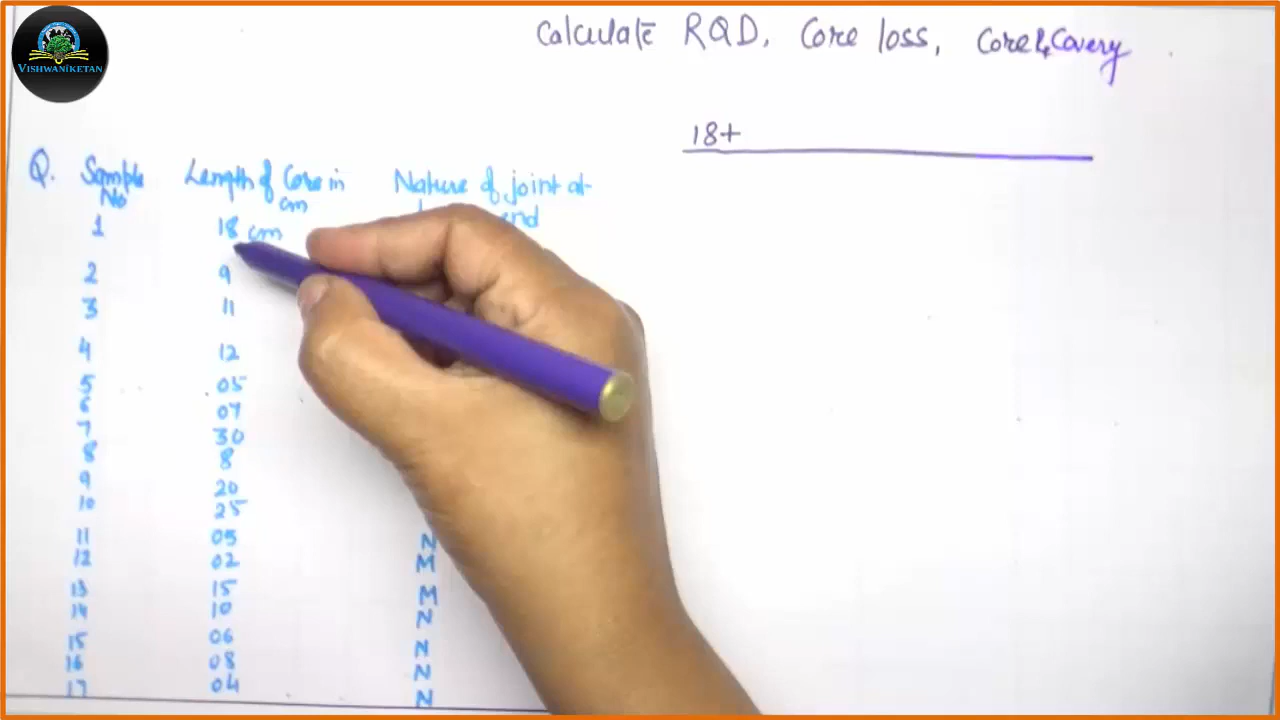 VISHWANIKETAN
Calculate RQD, Core loss, Core Recovery
18+
Q. Sample No Length of Core in cm Nature of joint at end
1 18 cm
2 9
3 11
4 12
5 05
6 07
7 30
8 8
9 20
10 25
11 05 N
12 02 M
13 15 M
14 10 N
15 06 N
16 08 N
17 04 N